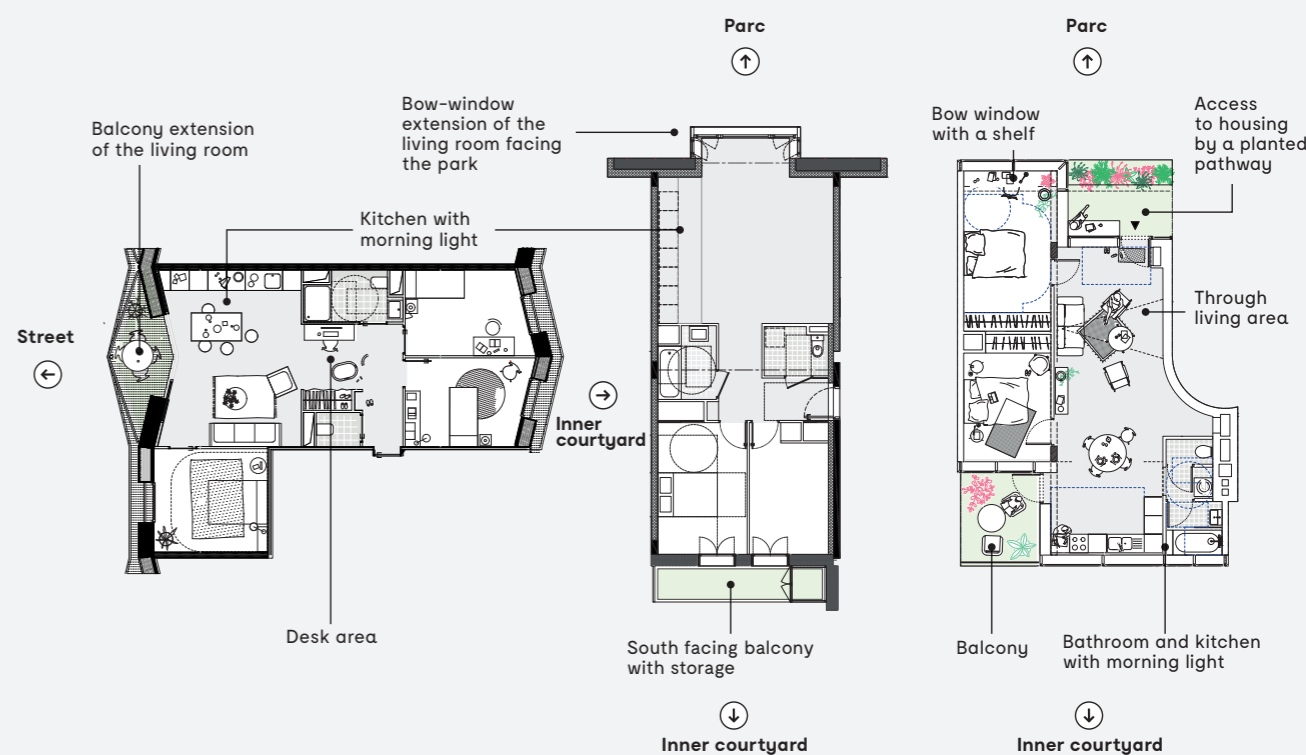 Parc
Parc
Balcony extension
of the living room
Bow-window
extension of the
living room facing
the park
Kitchen with
morning light
Street
Inner
courtyard
Desk area
South facing balcony
with storage
Inner courtyard
Bow window
with a shelf
Access
to housing
by a planted
pathway
Through
living area
Balcony
Bathroom and kitchen
with morning light
Inner courtyard